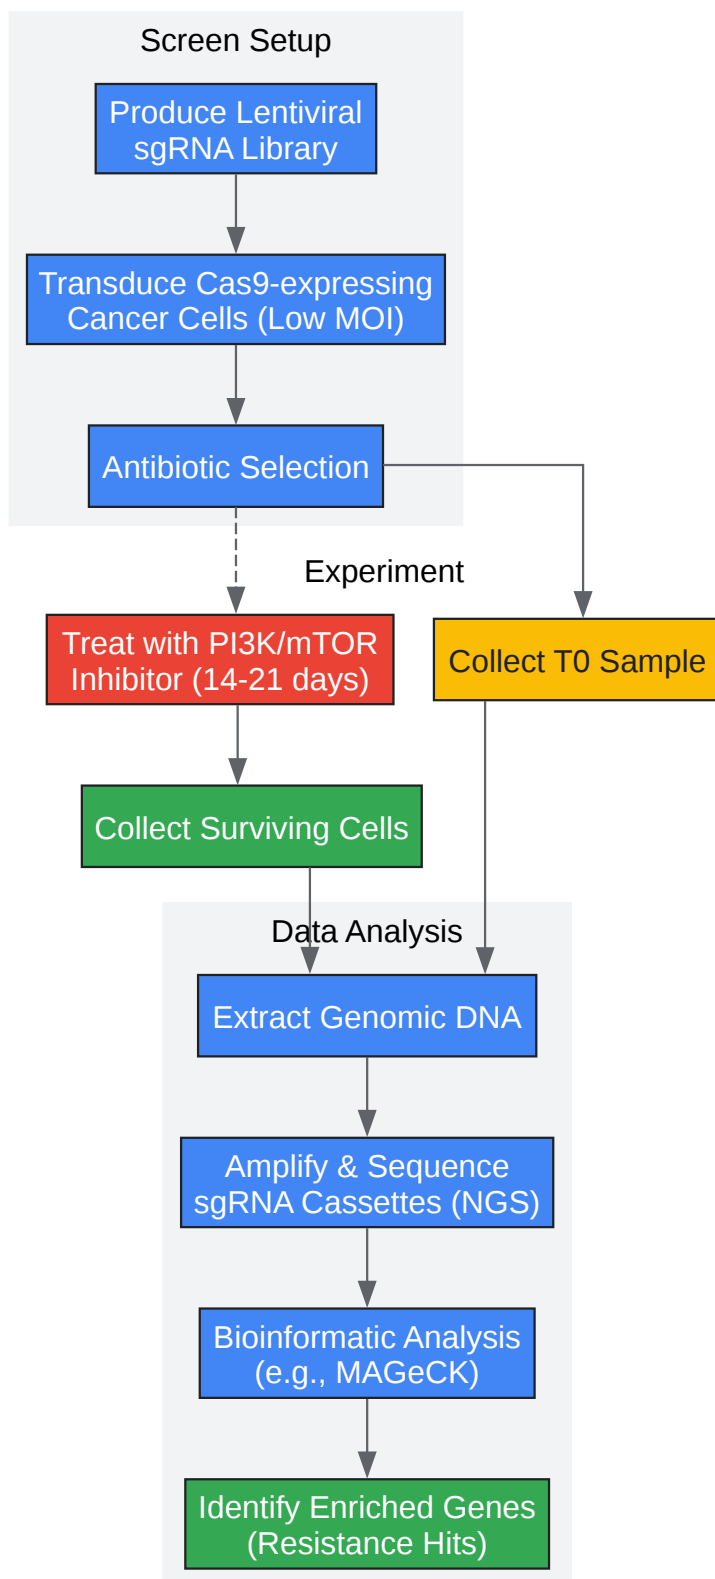 Screen Setup
Produce Lentiviral
sgRNA Library
Transduce Cas9-expressing
Cancer Cells (Low MOI)
Antibiotic Selection
Experiment
Treat with PI3K/mTOR
Inhibitor (14-21 days)
Collect T0 Sample
Collect Surviving Cells
Data Analysis
Extract Genomic DNA
Amplify & Sequence
sgRNA Cassettes (NGS)
Bioinformatic Analysis
(e.g., MAGeCK)
Identify Enriched Genes
(Resistance Hits)